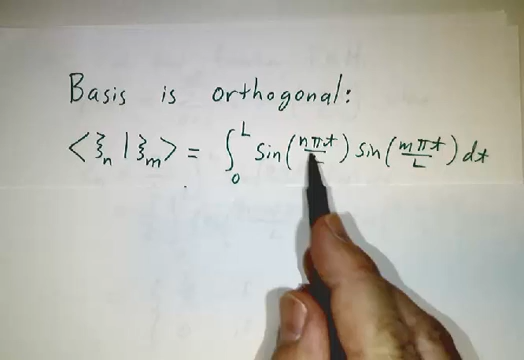 Basis is orthogonal:
<ξn|ξm> = ∫₀ᴸ sin(nπt/L) sin(mπt/L) dt